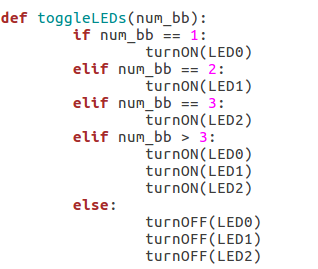 def toggleLEDs(num_bb):
        if num_bb == 1:
                turnON(LED0)
        elif num_bb == 2:
                turnON(LED1)
        elif num_bb == 3:
                turnON(LED2)
        elif num_bb > 3:
                turnON(LED0)
                turnON(LED1)
                turnON(LED2)
        else:
                turnOFF(LED0)
                turnOFF(LED1)
                turnOFF(LED2)